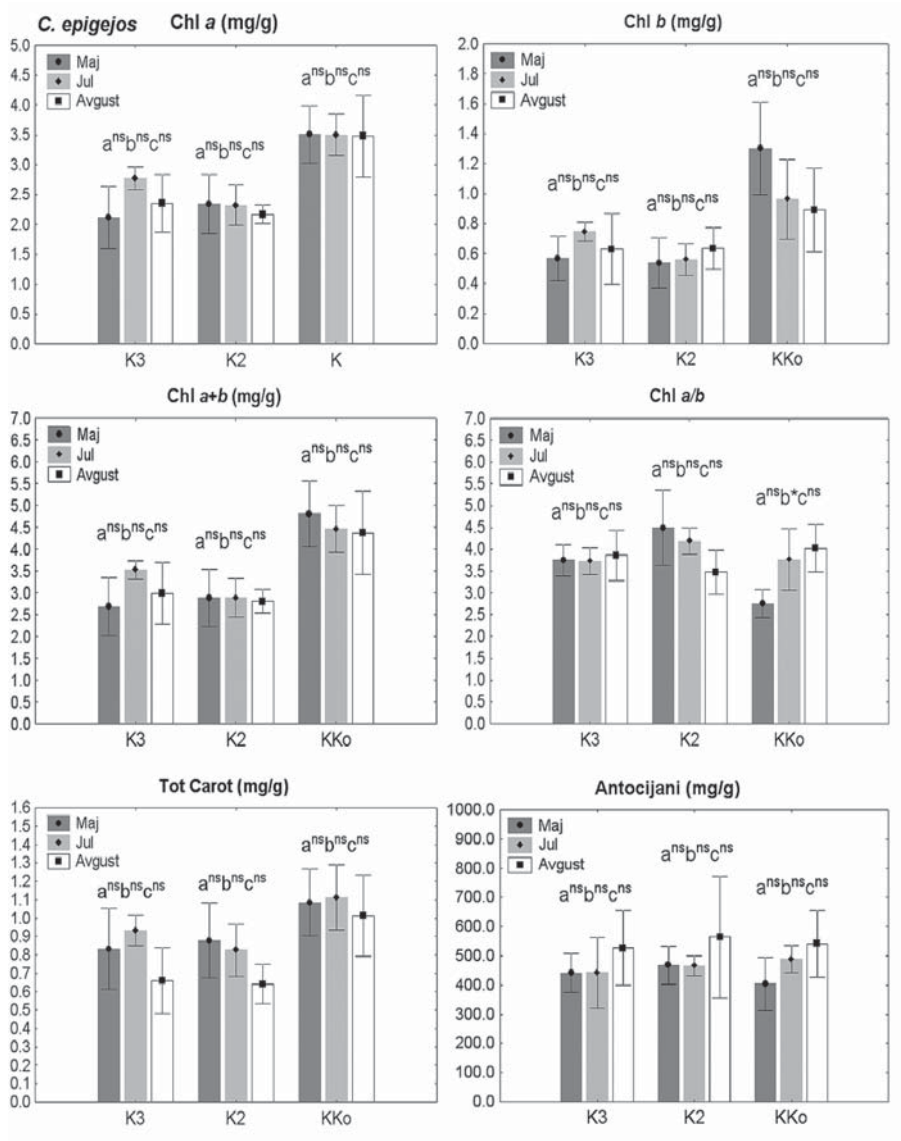 C. epigejos Chl a (mg/g)
5.0
4.5
4.0
3.5
3.0
2.5
2.0
1.5
1.0
0.5
0.0
Maj
Jul
Avgust
aⁿˢbⁿˢcⁿˢ
aⁿˢbⁿˢcⁿˢ
aⁿˢbⁿˢcⁿˢ
K3 K2 K
Chl b (mg/g)
2.0
1.8
1.6
1.4
1.2
1.0
0.8
0.6
0.4
0.2
0.0
Maj
Jul
Avgust
aⁿˢbⁿˢcⁿˢ
aⁿˢbⁿˢcⁿˢ
aⁿˢbⁿˢcⁿˢ
K3 K2 KKo
Chl a+b (mg/g)
7.0
6.5
6.0
5.5
5.0
4.5
4.0
3.5
3.0
2.5
2.0
1.5
1.0
0.5
0.0
Maj
Jul
Avgust
aⁿˢbⁿˢcⁿˢ
aⁿˢbⁿˢcⁿˢ
aⁿˢbⁿˢcⁿˢ
K3 K2 KKo
Chl a/b
7.0
6.5
6.0
5.5
5.0
4.5
4.0
3.5
3.0
2.5
2.0
1.5
1.0
0.5
0.0
Maj
Jul
Avgust
aⁿˢbⁿˢcⁿˢ
aⁿˢbⁿˢcⁿˢ
aⁿˢb*cⁿˢ
K3 K2 KKo
Tot Carot (mg/g)
1.6
1.5
1.4
1.3
1.2
1.1
1.0
0.9
0.8
0.7
0.6
0.5
0.4
0.3
0.2
0.1
0.0
Maj
Jul
Avgust
aⁿˢbⁿˢcⁿˢ
aⁿˢbⁿˢcⁿˢ
aⁿˢbⁿˢcⁿˢ
K3 K2 KKo
Antocijani (mg/g)
1000.0
900.0
800.0
700.0
600.0
500.0
400.0
300.0
200.0
100.0
0.0
Maj
Jul
Avgust
aⁿˢbⁿˢcⁿˢ
aⁿˢbⁿˢcⁿˢ
aⁿˢbⁿˢcⁿˢ
K3 K2 KKo